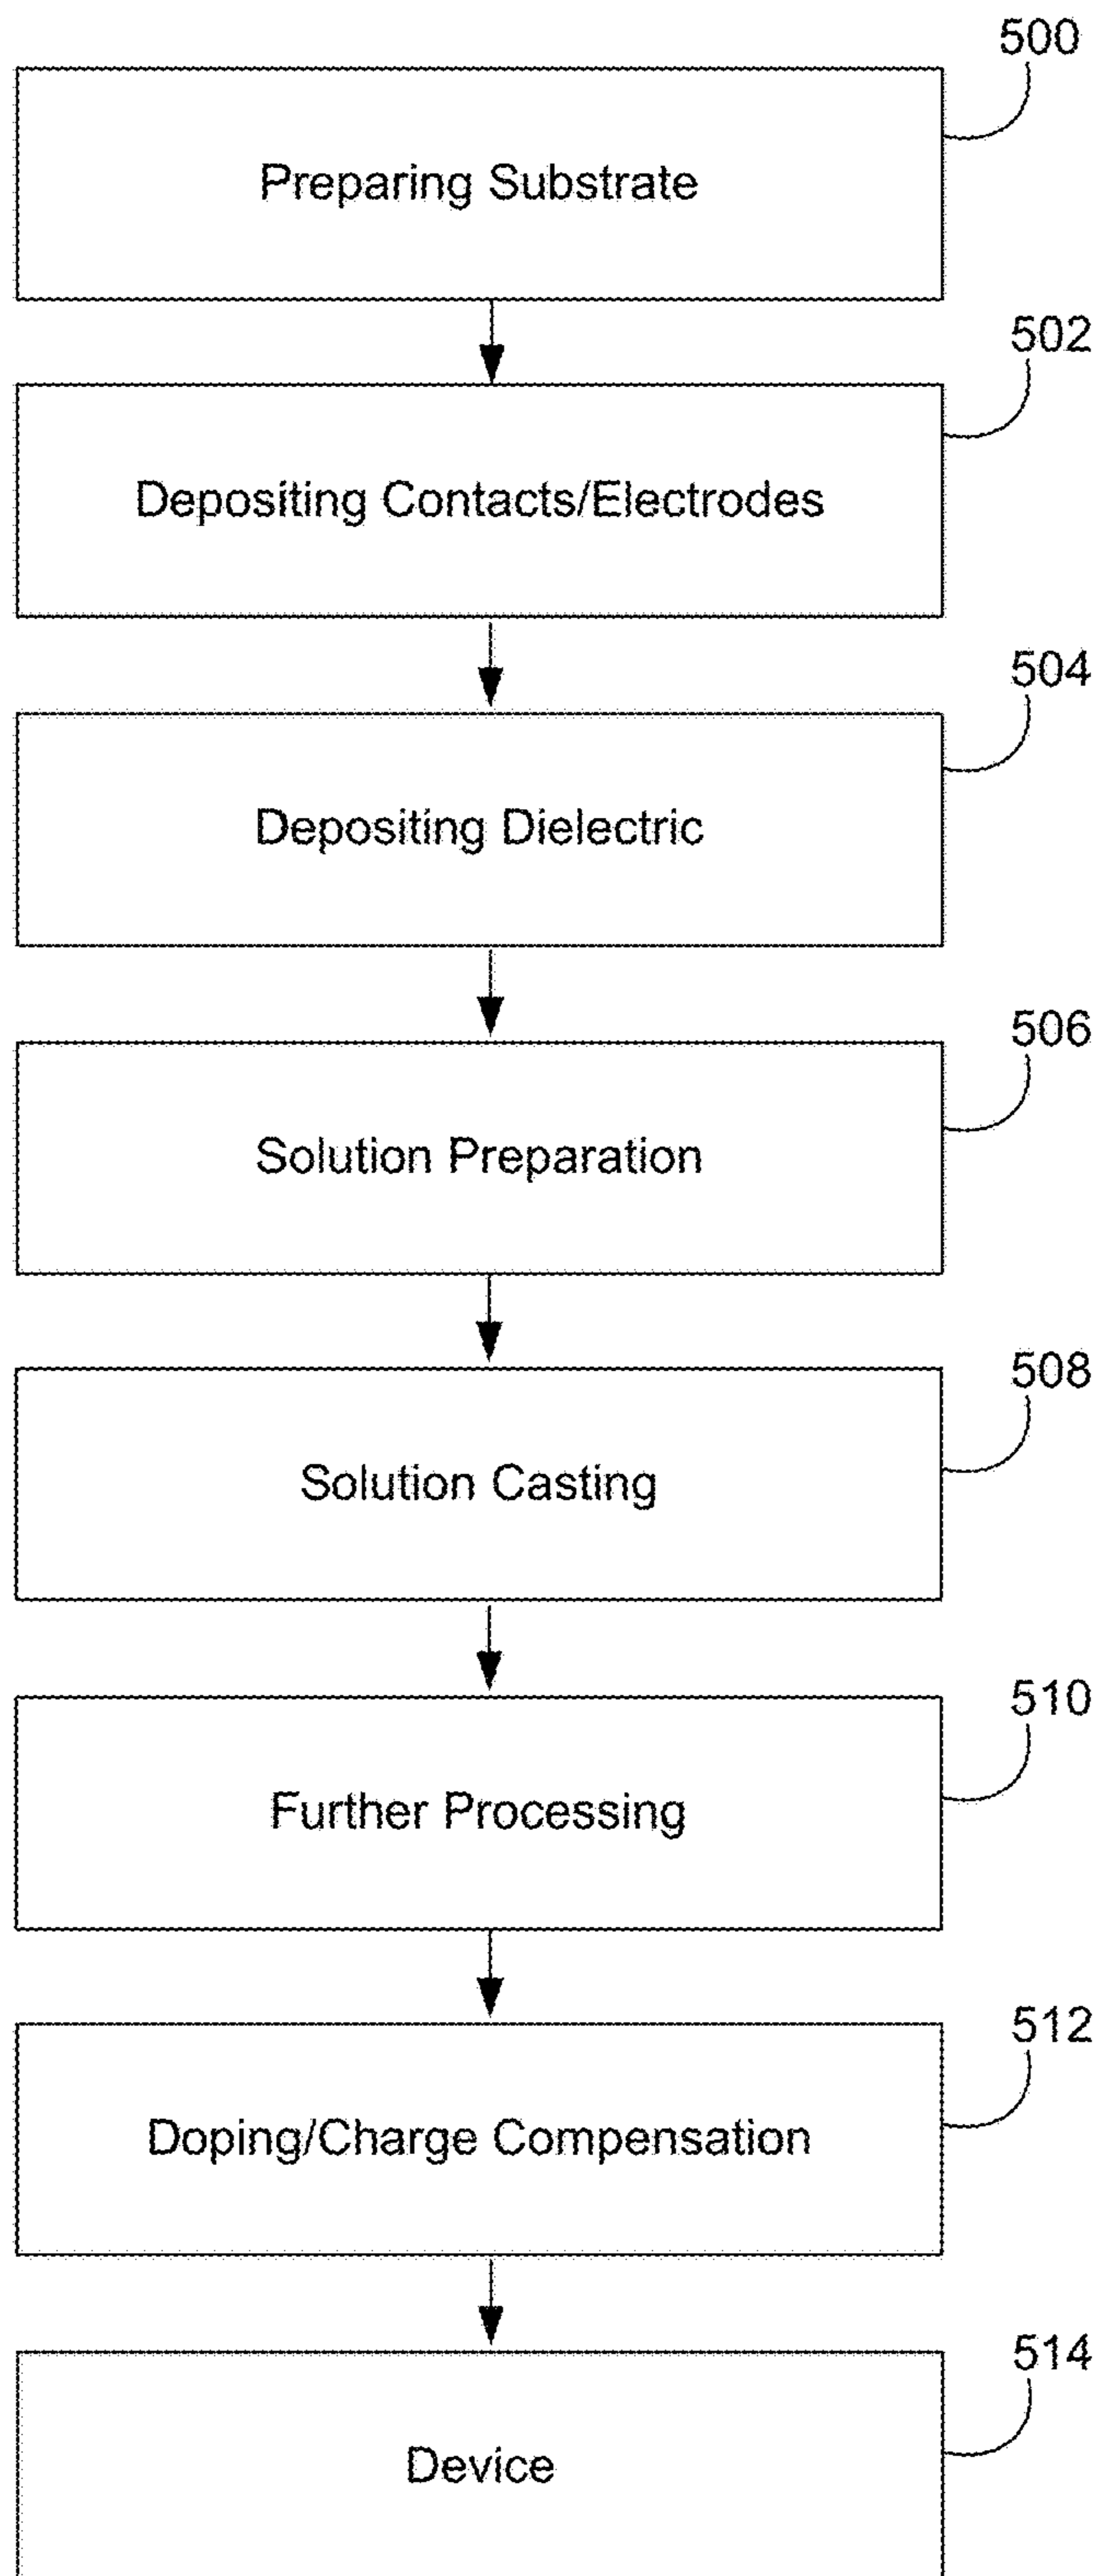 500
Preparing Substrate
502
Depositing Contacts/Electrodes
504
Depositing Dielectric
506
Solution Preparation
508
Solution Casting
510
Further Processing
512
Doping/Charge Compensation
514
Device